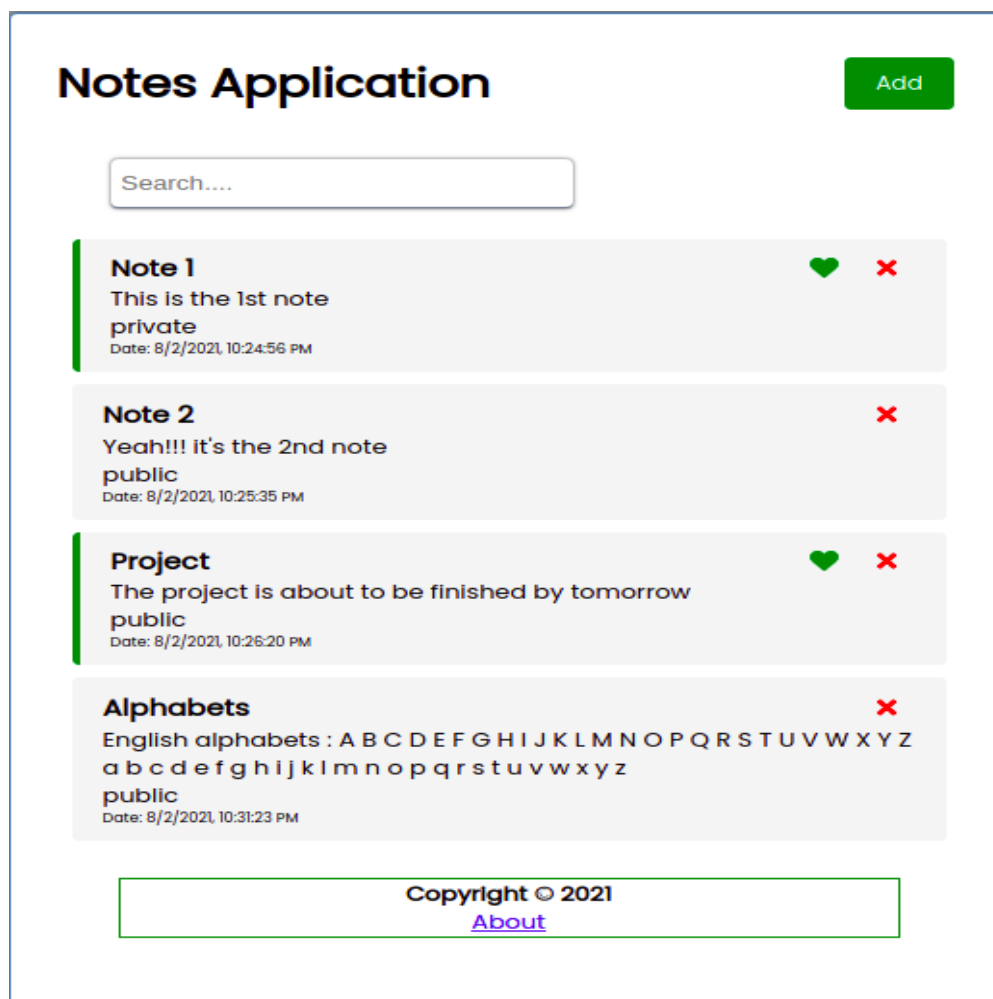 Notes Application
Add
Search....
Note 1
This is the 1st note
private
Date: 8/2/2021, 10:24:56 PM
Note 2
Yeah!!! it's the 2nd note
public
Date: 8/2/2021, 10:25:35 PM
Project
The project is about to be finished by tomorrow
public
Date: 8/2/2021, 10:26:20 PM
Alphabets
English alphabets : A B C D E F G H I J K L M N O P Q R S T U V W X Y Z
a b c d e f g h i j k l m n o p q r s t u v w x y z
public
Date: 8/2/2021, 10:31:23 PM
Copyright © 2021
About